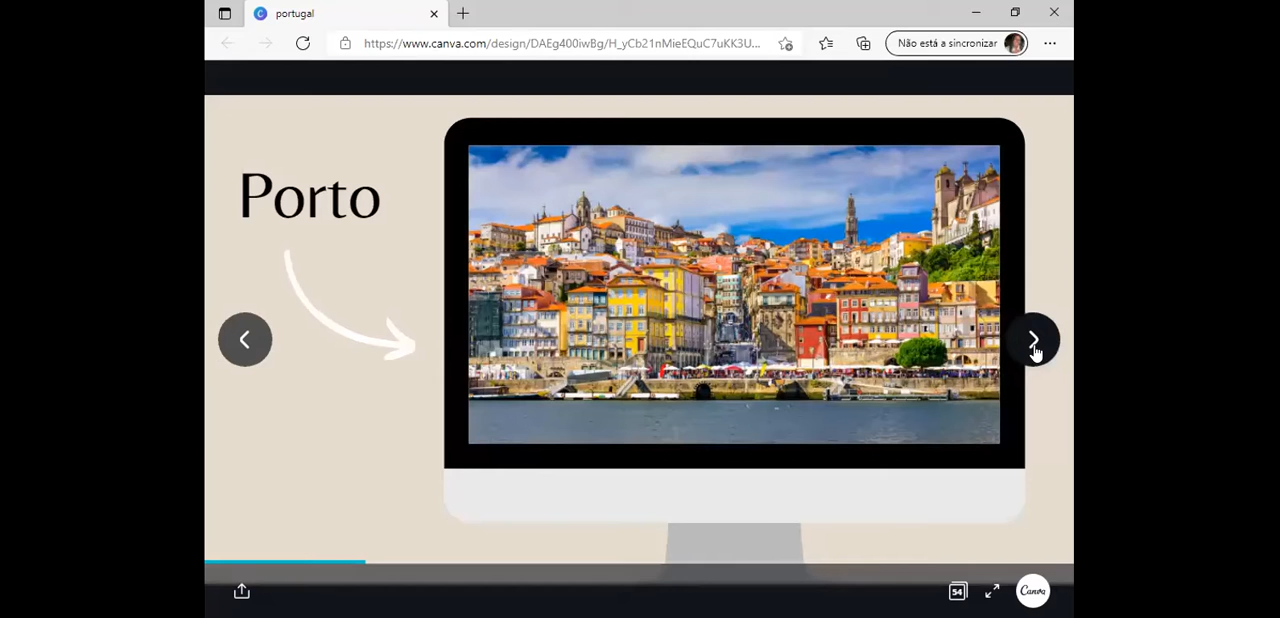 portugal
https://www.canva.com/design/DAEg400iwBg/H_yCb21nMieEQuC7uKK3U...
Não está a sincronizar
Porto
54
Canva